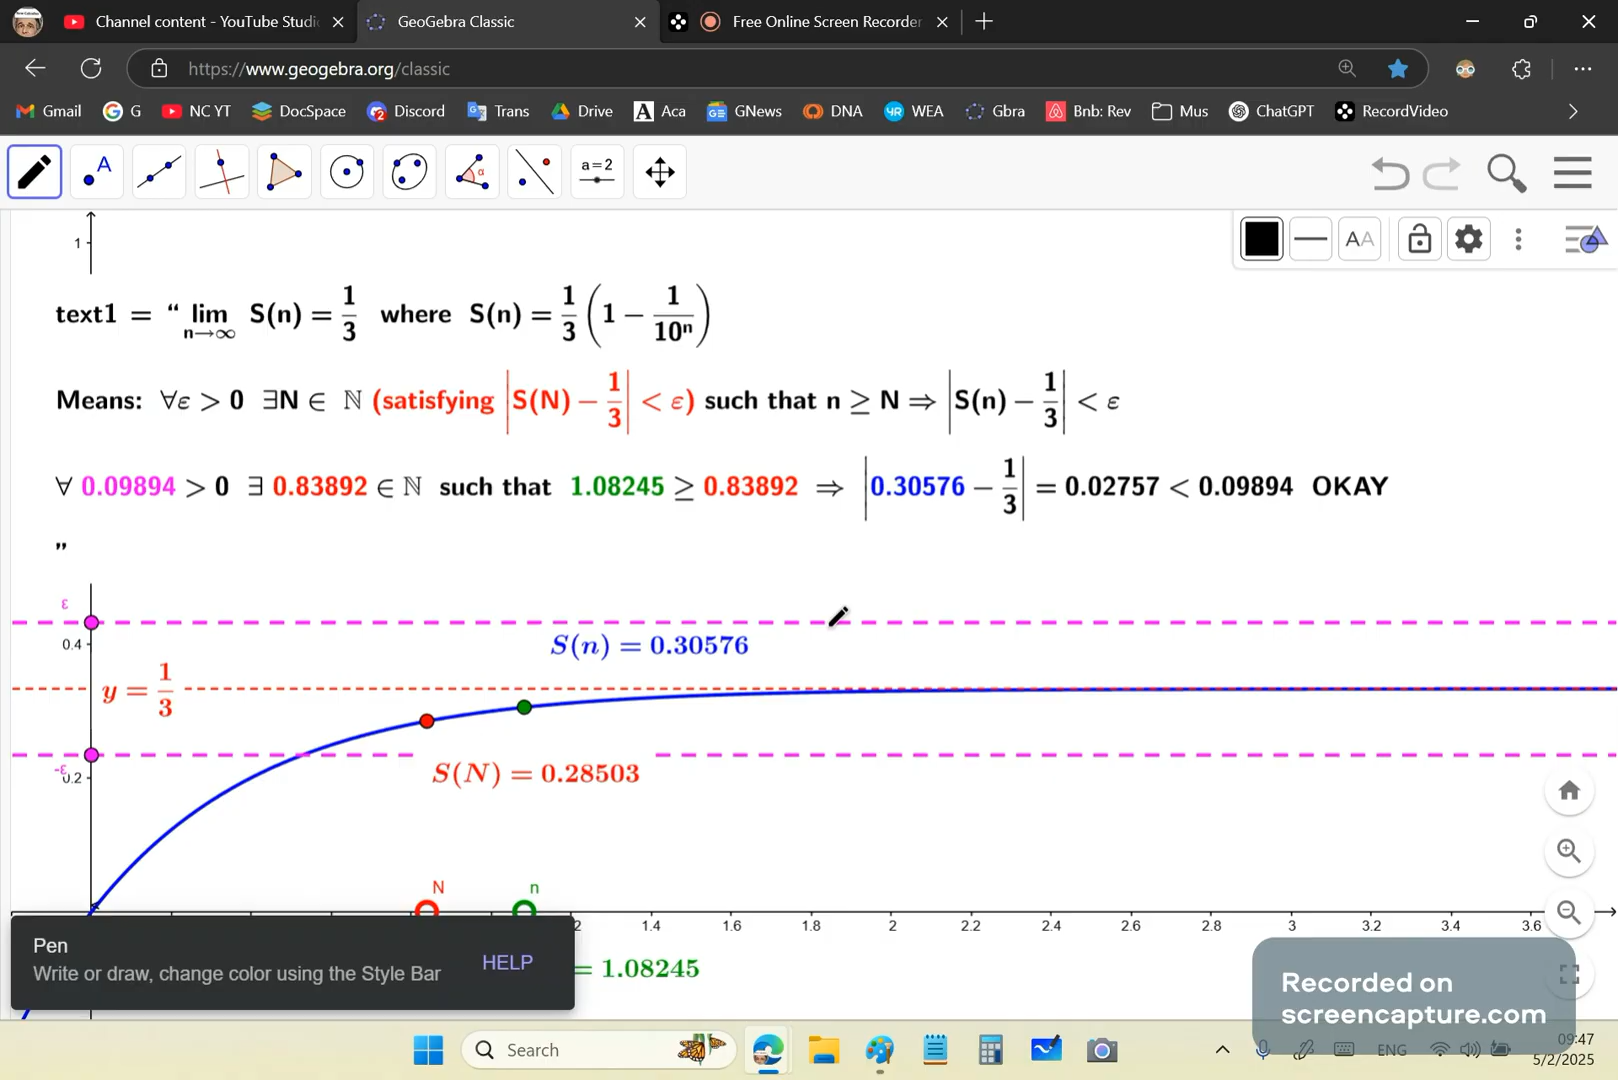 Channel content - YouTube Studi
GeoGebra Classic
Free Online Screen Recorder
https://www.geogebra.org/classic
Gmail
G
NC YT
DocSpace
Discord
Trans
Drive
A Aca
GNews
DNA
WEA
Gbra
Bnb: Rev
Mus
ChatGPT
RecordVideo
A
α
a = 2
AA
1
text1 = “ lim n→∞ S(n) = 1/3 where S(n) = 1/3 (1 − 1/10ⁿ)
Means: ∀ε > 0 ∃N ∈ ℕ (satisfying |S(N) − 1/3| < ε) such that n ≥ N ⇒ |S(n) − 1/3| < ε
∀ 0.09894 > 0 ∃ 0.83892 ∈ ℕ such that 1.08245 ≥ 0.83892 ⇒ |0.30576 − 1/3| = 0.02757 < 0.09894 OKAY
”
ε
0.4
S(n) = 0.30576
y = 1/3
-ε
0.2
S(N) = 0.28503
N
n
2 1.4 1.6 1.8 2 2.2 2.4 2.6 2.8 3 3.2 3.4 3.6
Pen
Write or draw, change color using the Style Bar
HELP
= 1.08245
Recorded on
screencapture.com
Search
ENG
09:47
5/2/2025